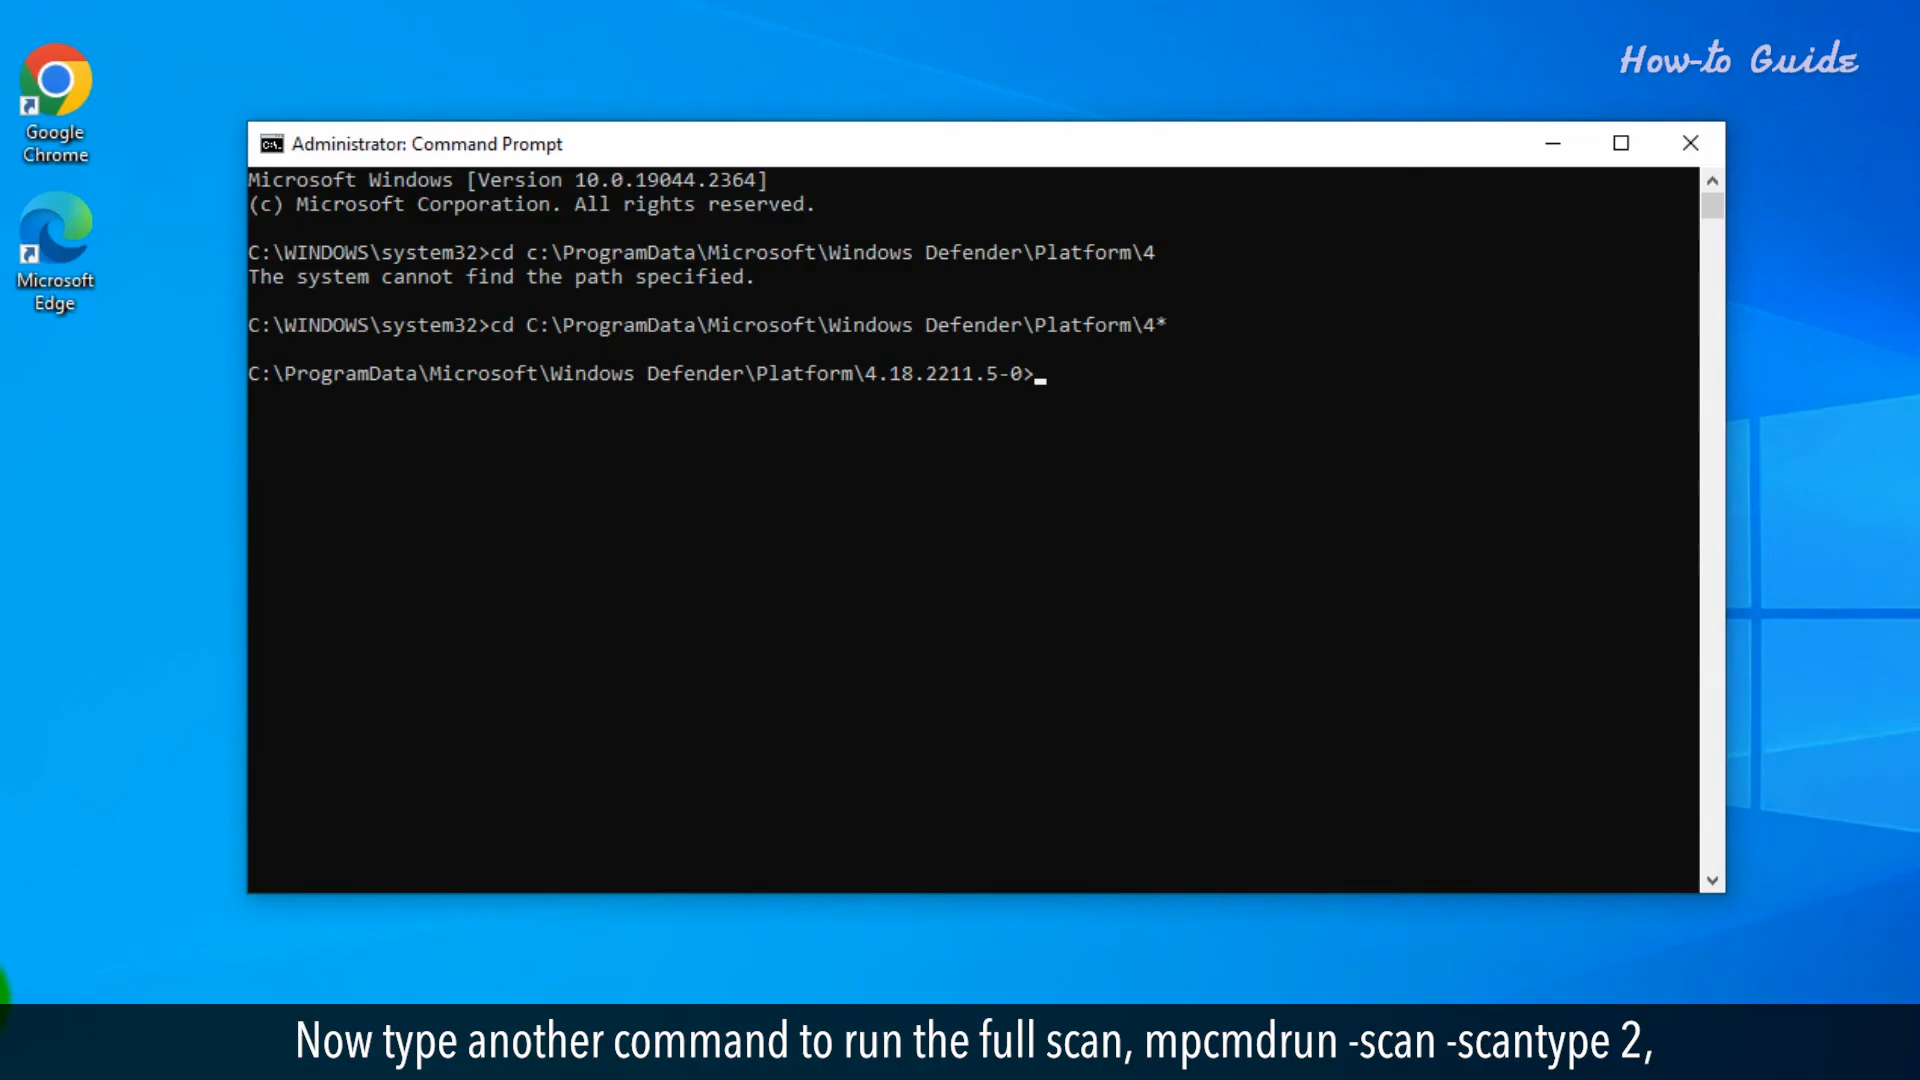 How-to Guide
Google
Chrome
Microsoft
Edge
Administrator: Command Prompt
Microsoft Windows [Version 10.0.19044.2364]
(c) Microsoft Corporation. All rights reserved.
C:\WINDOWS\system32>cd c:\ProgramData\Microsoft\Windows Defender\Platform\4
The system cannot find the path specified.
C:\WINDOWS\system32>cd C:\ProgramData\Microsoft\Windows Defender\Platform\4*
C:\ProgramData\Microsoft\Windows Defender\Platform\4.18.2211.5-0>
Now type another command to run the full scan, mpcmdrun -scan -scantype 2,